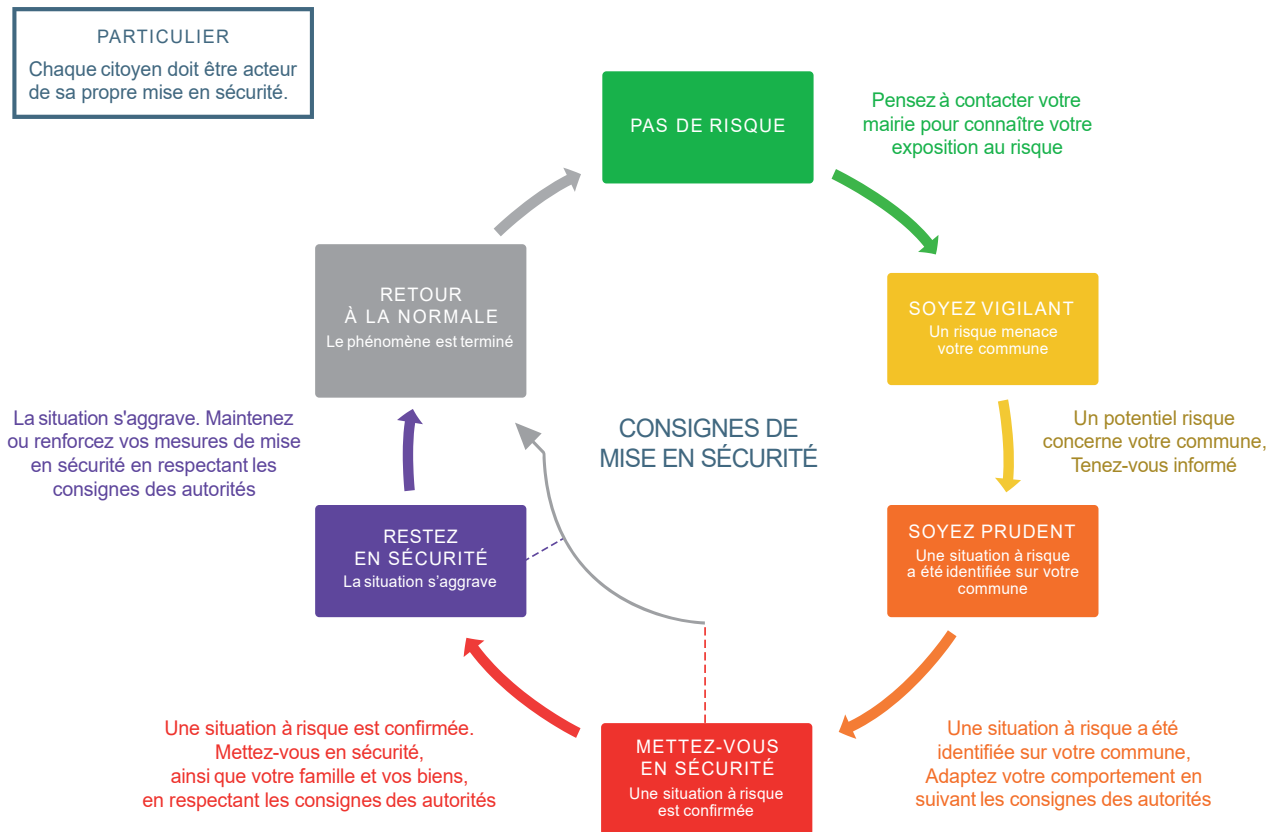 PARTICULIER
Chaque citoyen doit être acteur
de sa propre mise en sécurité.
PAS DE RISQUE
Pensez à contacter votre
mairie pour connaître votre
exposition au risque
SOYEZ VIGILANT
Un risque menace
votre commune
Un potentiel risque
concerne votre commune,
Tenez-vous informé
SOYEZ PRUDENT
Une situation à risque
a été identifiée sur votre
commune
Une situation à risque a été
identifiée sur votre commune,
Adaptez votre comportement en
suivant les consignes des autorités
METTEZ-VOUS
EN SÉCURITÉ
Une situation à risque
est confirmée
Une situation à risque est confirmée.
Mettez-vous en sécurité,
ainsi que votre famille et vos biens,
en respectant les consignes des autorités
RESTEZ
EN SÉCURITÉ
La situation s'aggrave
La situation s'aggrave. Maintenez
ou renforcez vos mesures de mise
en sécurité en respectant les
consignes des autorités
RETOUR
À LA NORMALE
Le phénomène est terminé
CONSIGNES DE
MISE EN SÉCURITÉ